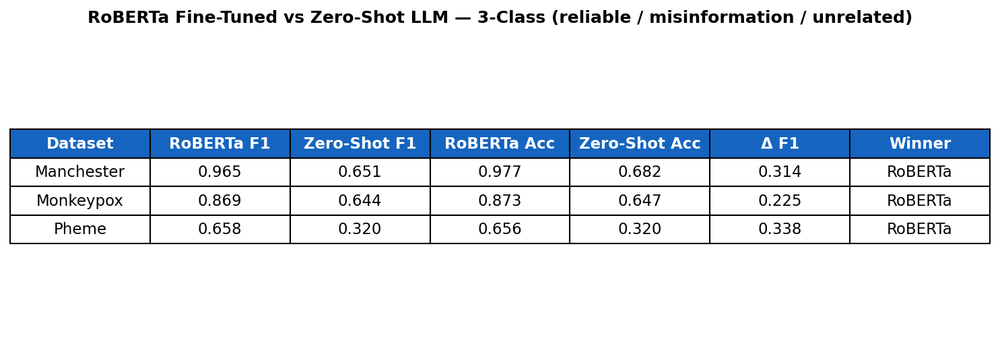 RoBERTa Fine-Tuned vs Zero-Shot LLM — 3-Class (reliable / misinformation / unrelated)
Dataset RoBERTa F1 Zero-Shot F1 RoBERTa Acc Zero-Shot Acc Δ F1 Winner
Manchester 0.965 0.651 0.977 0.682 0.314 RoBERTa
Monkeypox 0.869 0.644 0.873 0.647 0.225 RoBERTa
Pheme 0.658 0.320 0.656 0.320 0.338 RoBERTa